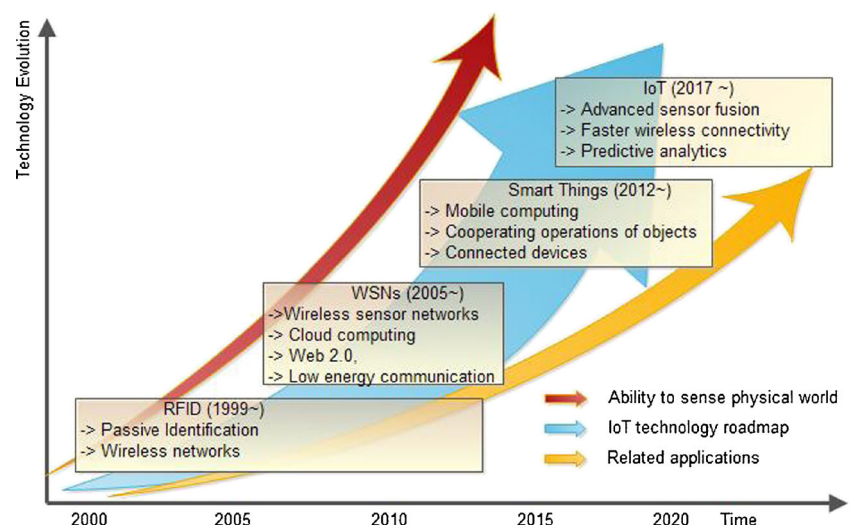 Technology Evolution
IoT (2017 ~)
-> Advanced sensor fusion
-> Faster wireless connectivity
-> Predictive analytics
Smart Things (2012~)
-> Mobile computing
-> Cooperating operations of objects
-> Connected devices
WSNs (2005~)
->Wireless sensor networks
-> Cloud computing
-> Web 2.0,
-> Low energy communication
RFID (1999~)
-> Passive Identification
-> Wireless networks
Ability to sense physical world
IoT technology roadmap
Related applications
2000 2005 2010 2015 2020 Time